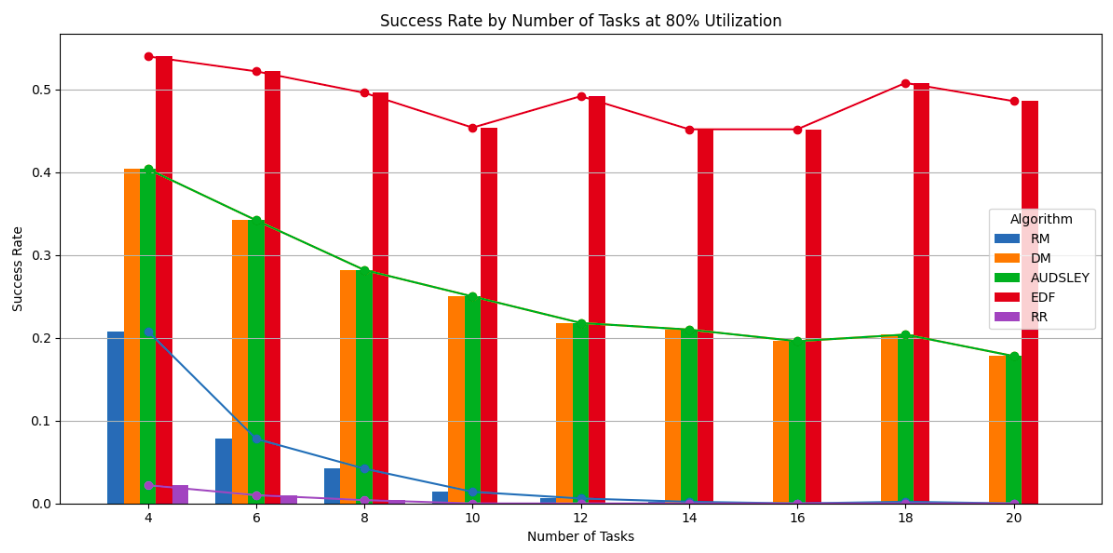 Success Rate by Number of Tasks at 80% Utilization
Success Rate
0.5
0.4
0.3
0.2
0.1
0.0
4 6 8 10 12 14 16 18 20
Number of Tasks
Algorithm
RM
DM
AUDSLEY
EDF
RR